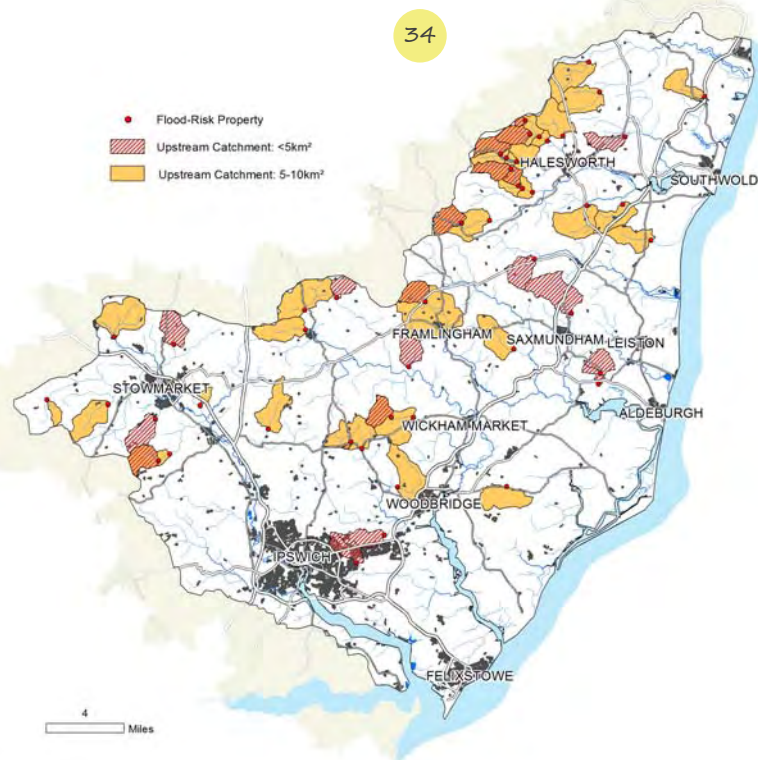 34
Flood-Risk Property
Upstream Catchment: <5km²
Upstream Catchment: 5-10km²
HALESWORTH
SOUTHWOLD
FRAMLINGHAM
SAXMUNDHAM
LEISTON
STOWMARKET
ALDEBURGH
WICKHAM MARKET
WOODBRIDGE
IPSWICH
FELIXSTOWE
4
Miles